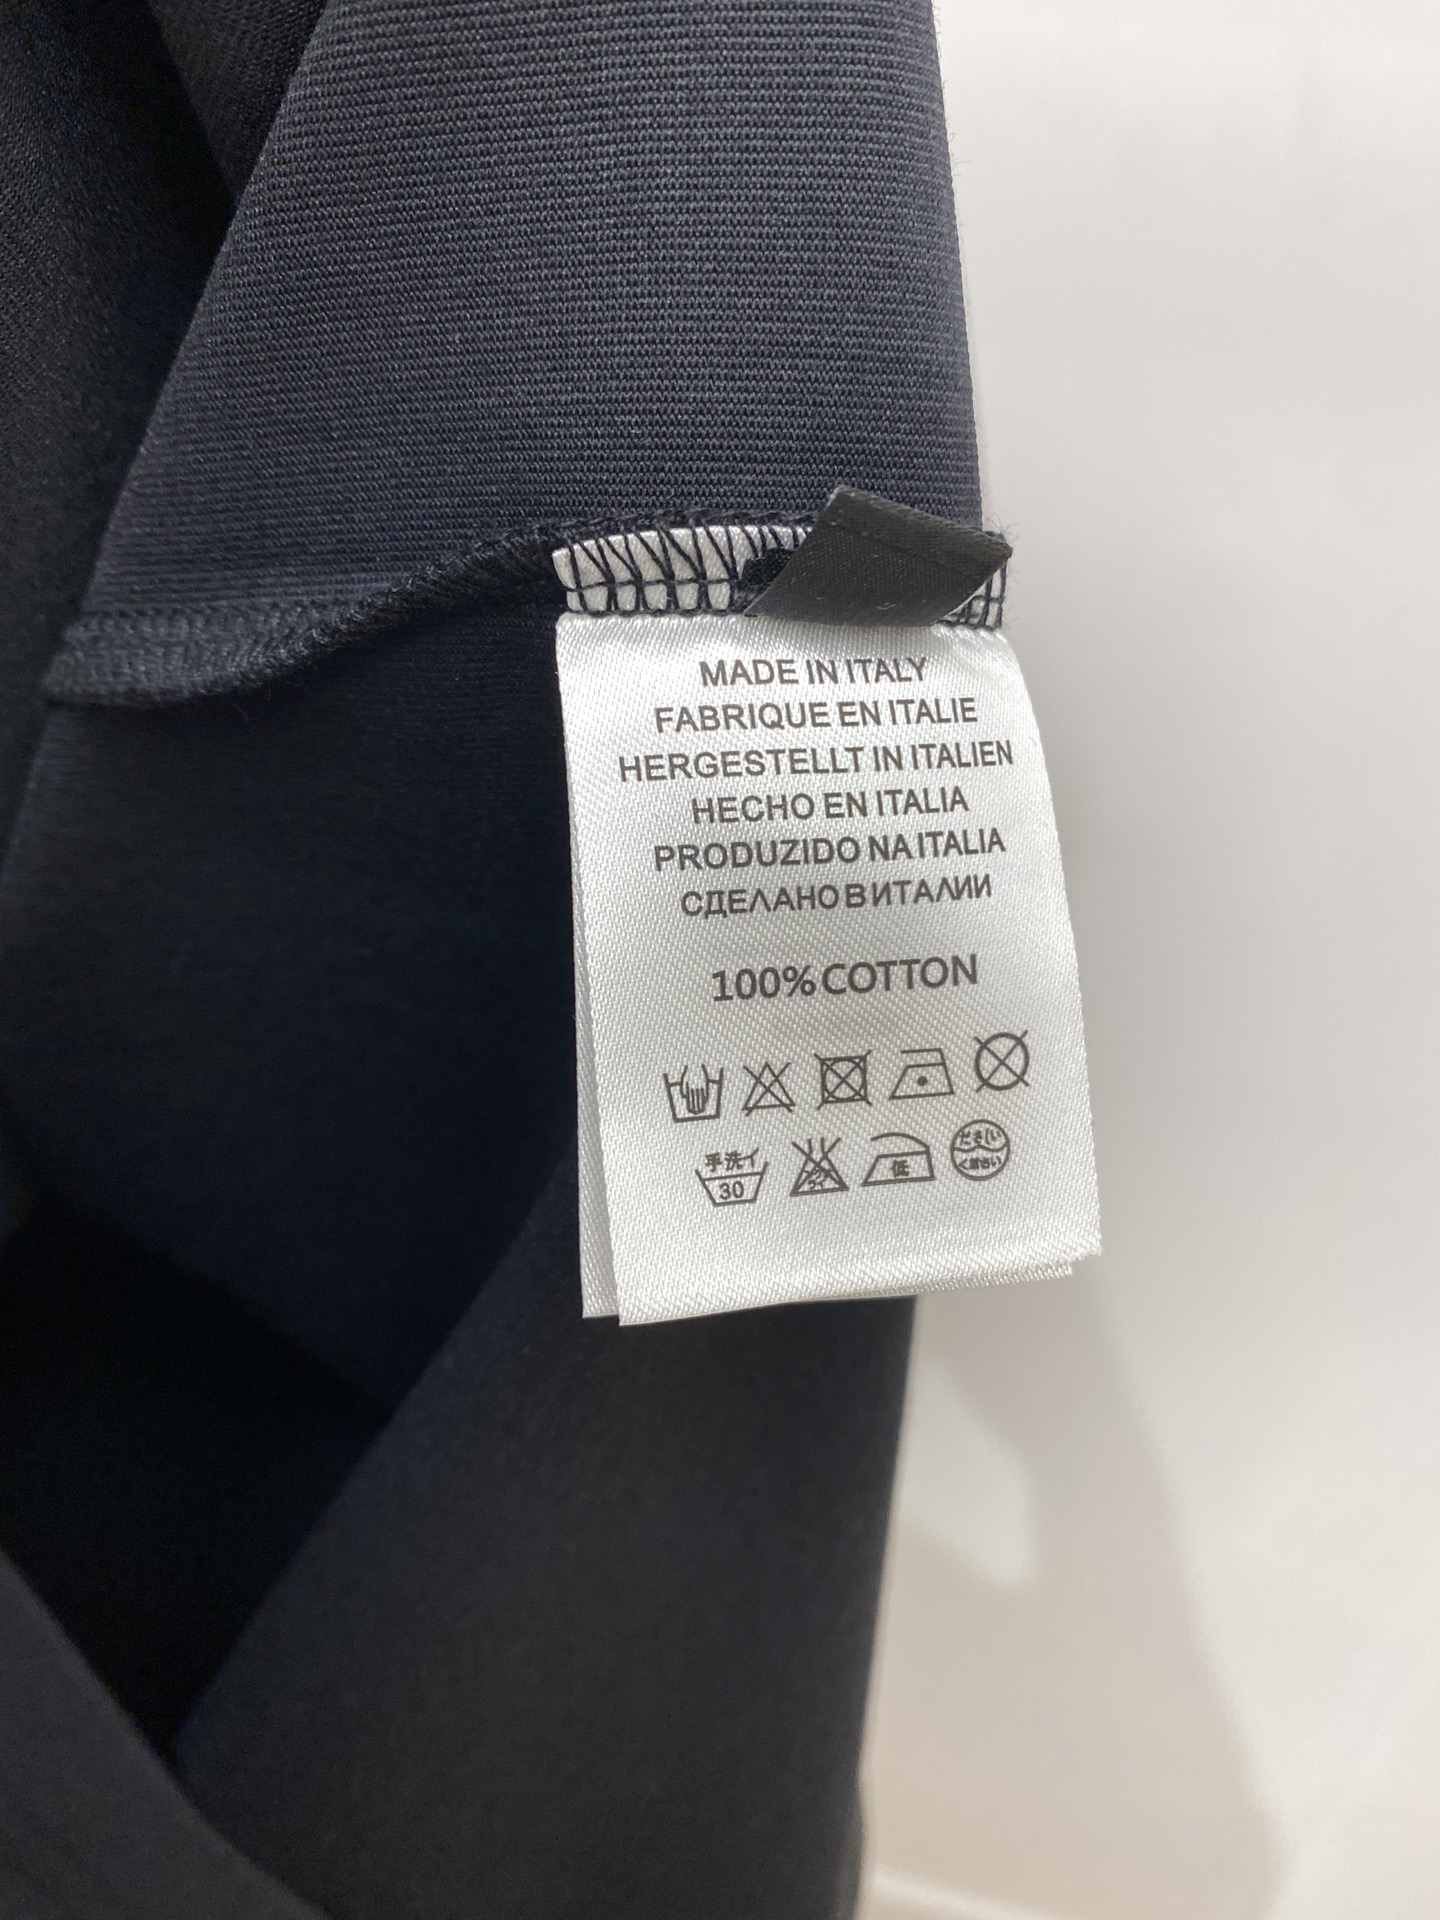 MADE IN ITALY
FABRIQUE EN ITALIE
HERGESTELLT IN ITALIEN
HECHO EN ITALIA
PRODUZIDO NA ITALIA
СДЕЛАНО В ИТАЛИИ
100% COTTON
手洗イ
30
低